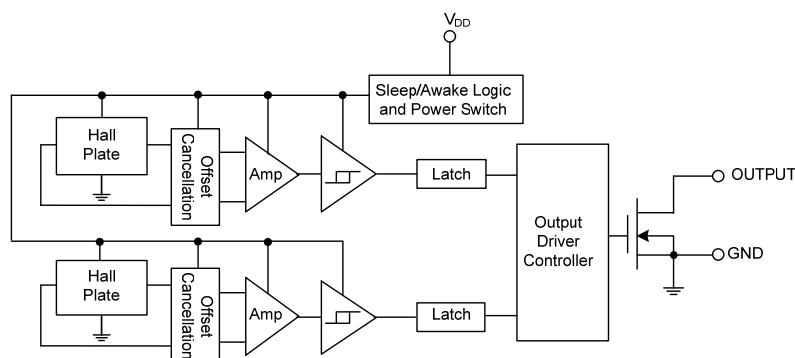 VDD
Sleep/Awake Logic
and Power Switch
Hall
Plate
Offset
Cancellation
Amp
Latch
Output
Driver
Controller
OUTPUT
GND
Hall
Plate
Offset
Cancellation
Amp
Latch